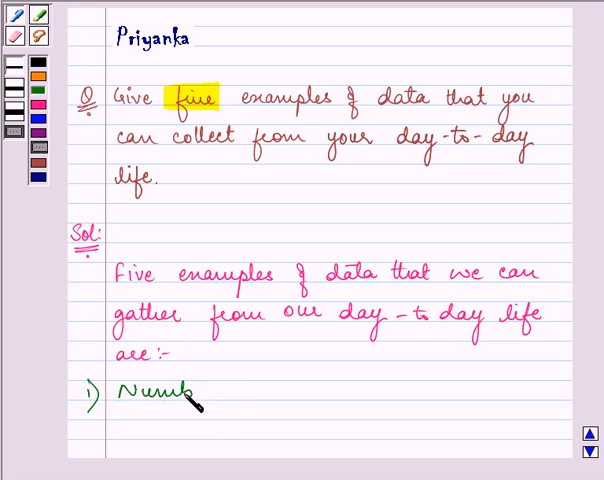 Priyanka
Q Give five examples of data that you
can collect from your day-to-day
life.
Sol:
Five examples of data that we can
gather from our day-to day life
are:-
i) Numb